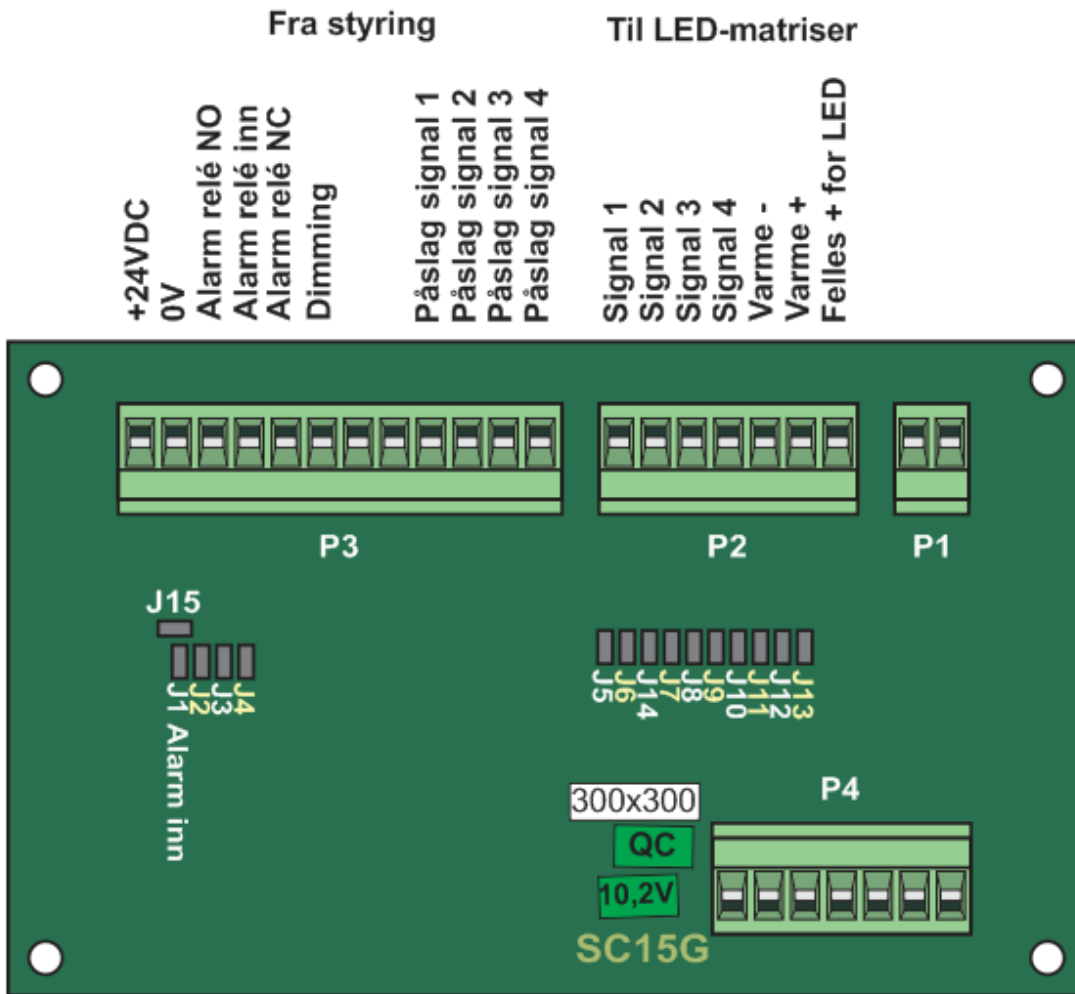 Fra styring
Til LED-matriser
+24VDC
0V
Alarm relé NO
Alarm relé inn
Alarm relé NC
Dimming
Påslag signal 1
Påslag signal 2
Påslag signal 3
Påslag signal 4
Signal 1
Signal 2
Signal 3
Signal 4
Varme -
Varme +
Felles + for LED
P3
P2
P1
J15
J1 Alarm inn
J2
J3
J4
J5
J6
J14
J7
J8
J9
J10
J11
J12
J13
P4
300x300
QC
10,2V
SC15G